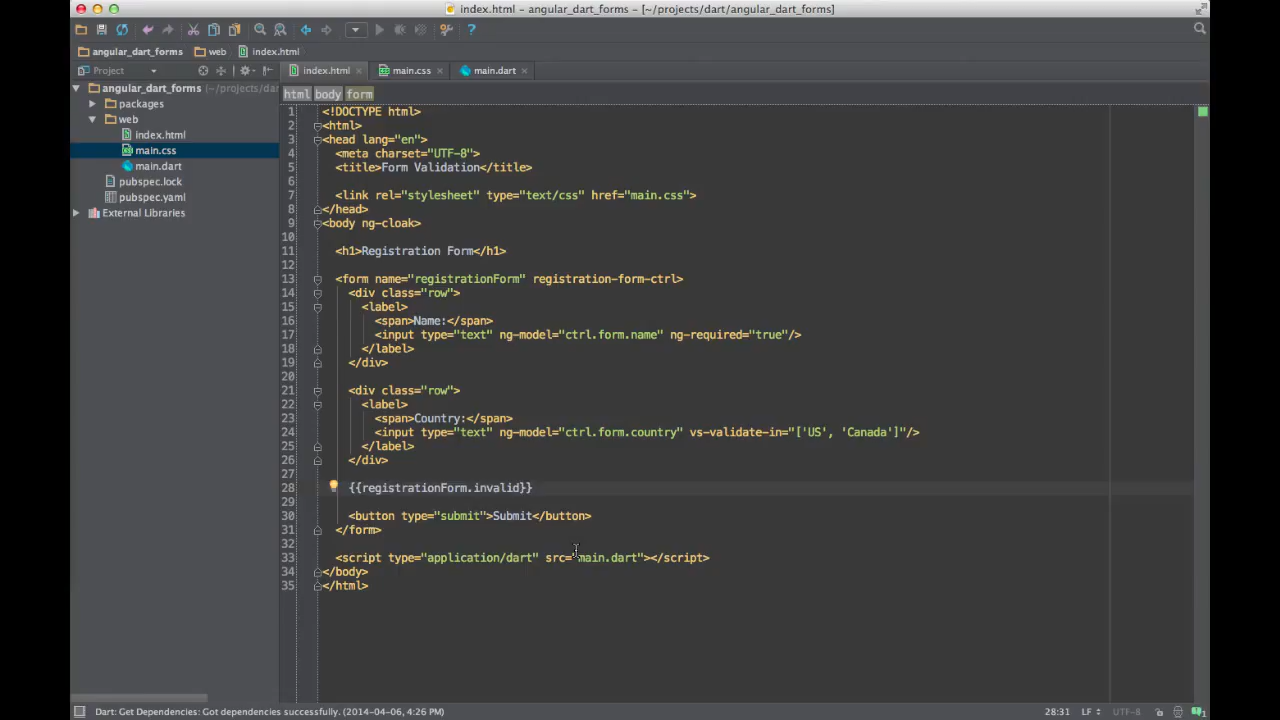 index.html - angular_dart_forms - [~/projects/dart/angular_dart_forms]
angular_dart_forms web index.html
Project
index.html main.css main.dart
html body form
angular_dart_forms (~/projects/dar
packages
web
index.html
main.css
main.dart
pubspec.lock
pubspec.yaml
External Libraries
1 <!DOCTYPE html>
2 <html>
3 <head lang="en">
4 <meta charset="UTF-8">
5 <title>Form Validation</title>
6
7 <link rel="stylesheet" type="text/css" href="main.css">
8 </head>
9 <body ng-cloak>
10
11 <h1>Registration Form</h1>
12
13 <form name="registrationForm" registration-form-ctrl>
14 <div class="row">
15 <label>
16 <span>Name:</span>
17 <input type="text" ng-model="ctrl.form.name" ng-required="true"/>
18 </label>
19 </div>
20
21 <div class="row">
22 <label>
23 <span>Country:</span>
24 <input type="text" ng-model="ctrl.form.country" vs-validate-in="['US', 'Canada']"/>
25 </label>
26 </div>
27
28 {{registrationForm.invalid}}
29
30 <button type="submit">Submit</button>
31 </form>
32
33 <script type="application/dart" src="main.dart"></script>
34 </body>
35 </html>
Dart: Get Dependencies: Got dependencies successfully. (2014-04-06, 4:26 PM) 28:31 LF UTF-8